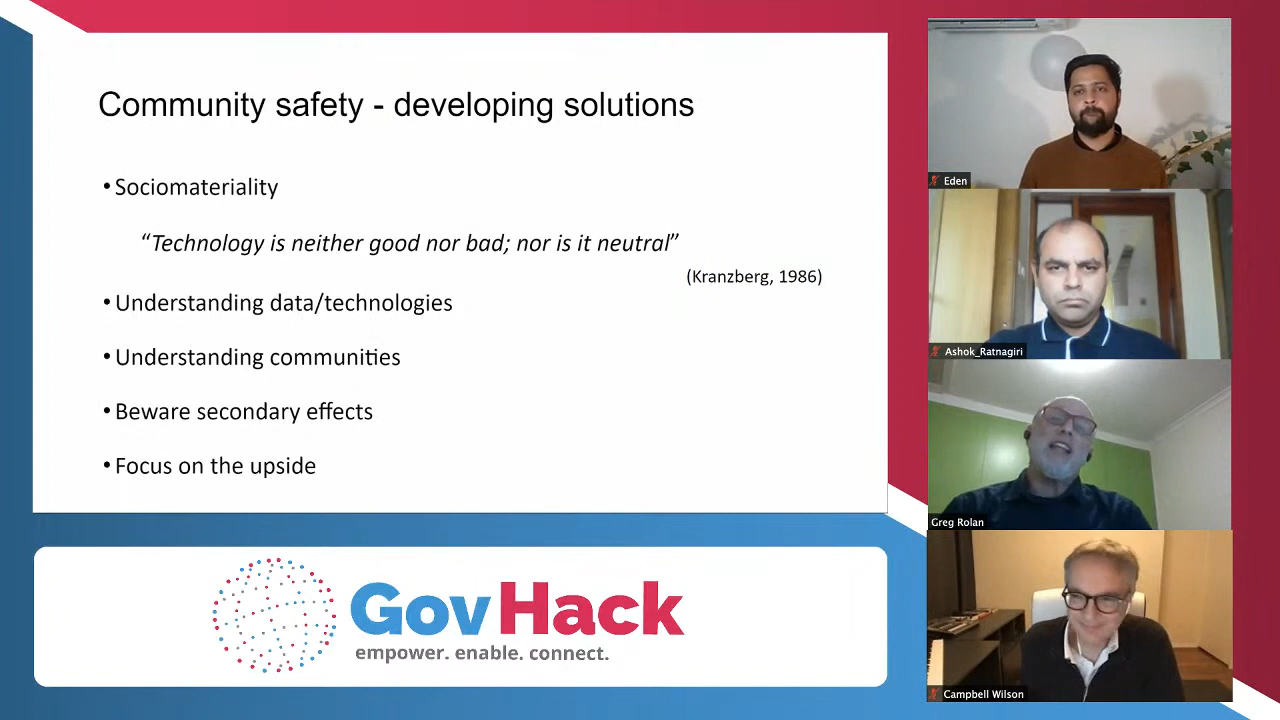 Community safety - developing solutions
•Sociomateriality
“Technology is neither good nor bad; nor is it neutral”
(Kranzberg, 1986)
•Understanding data/technologies
•Understanding communities
•Beware secondary effects
•Focus on the upside
GovHack
empower. enable. connect.
Eden
Ashok_Ratnagiri
Greg Rolan
Campbell Wilson